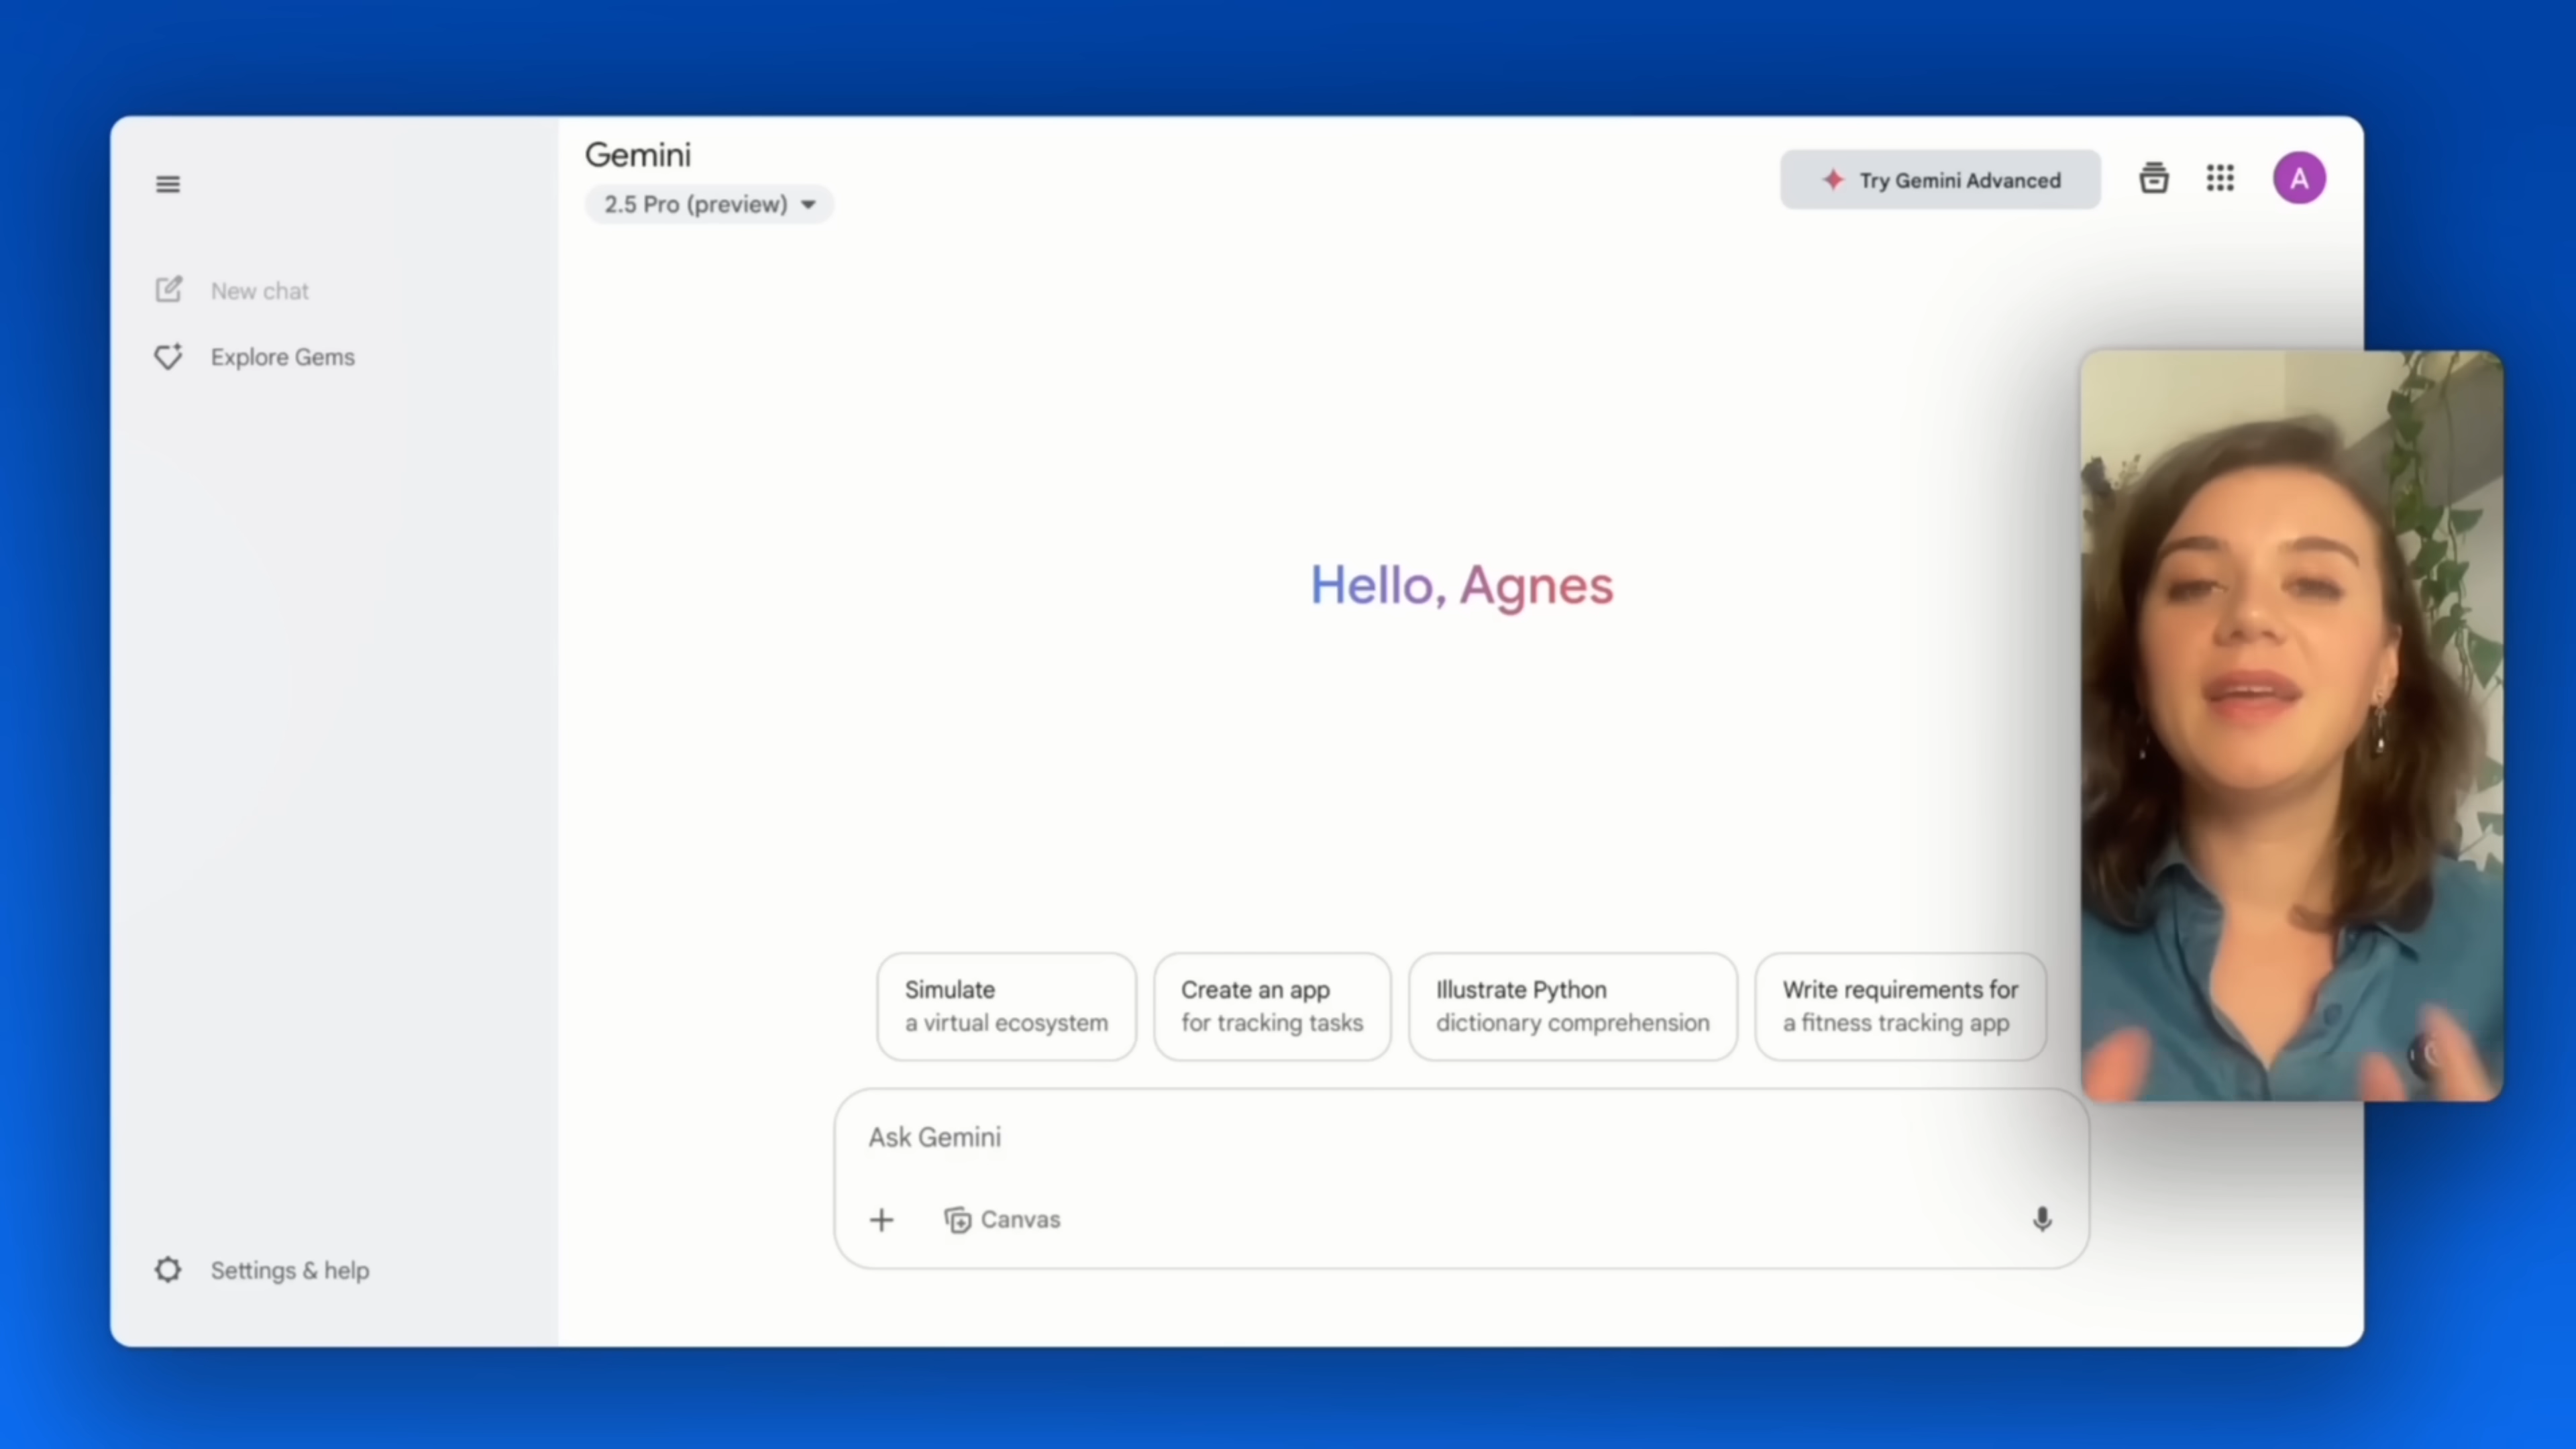 Gemini
2.5 Pro (preview)
Try Gemini Advanced
A
New chat
Explore Gems
Hello, Agnes
Simulate
a virtual ecosystem
Create an app
for tracking tasks
Illustrate Python
dictionary comprehension
Write requirements for
a fitness tracking app
Ask Gemini
Canvas
Settings & help